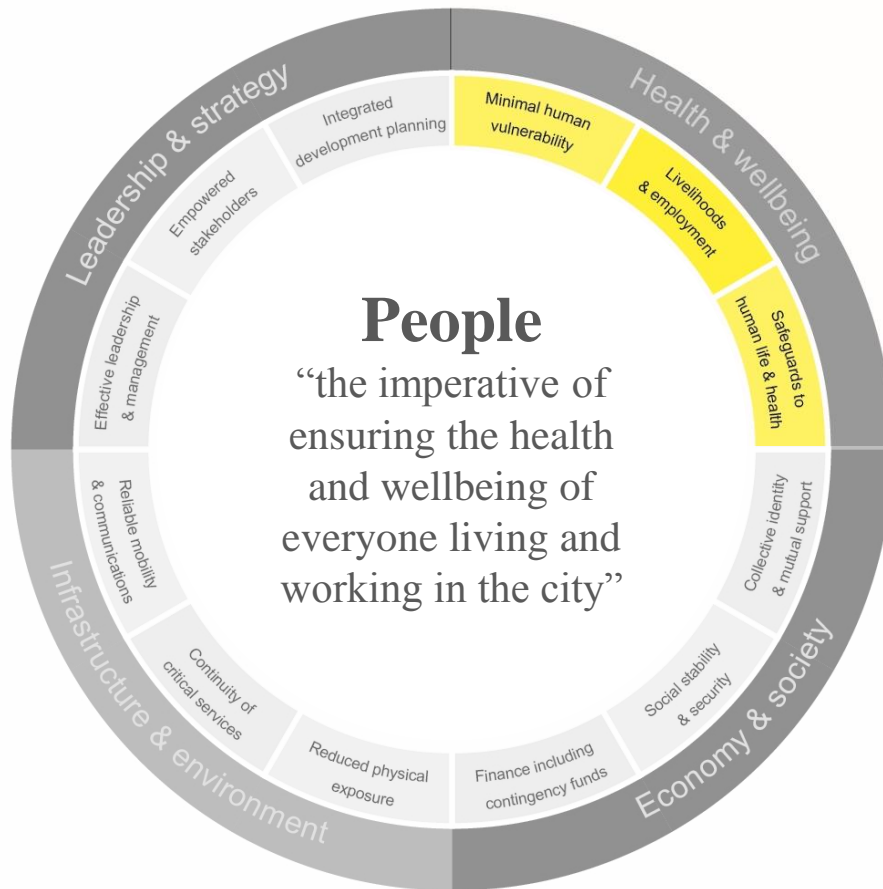 People
“the imperative of
ensuring the health
and wellbeing of
everyone living and
working in the city”
Health & wellbeing
Minimal human
vulnerability
Livelihoods
& employment
Safeguards to
human life & health
Economy & society
Collective identity
& mutual support
Social stability
& security
Finance including
contingency funds
Infrastructure & environment
Reduced physical
exposure
Continuity of
critical services
Reliable mobility
& communications
Leadership & strategy
Effective leadership
& management
Empowered
stakeholders
Integrated
development planning